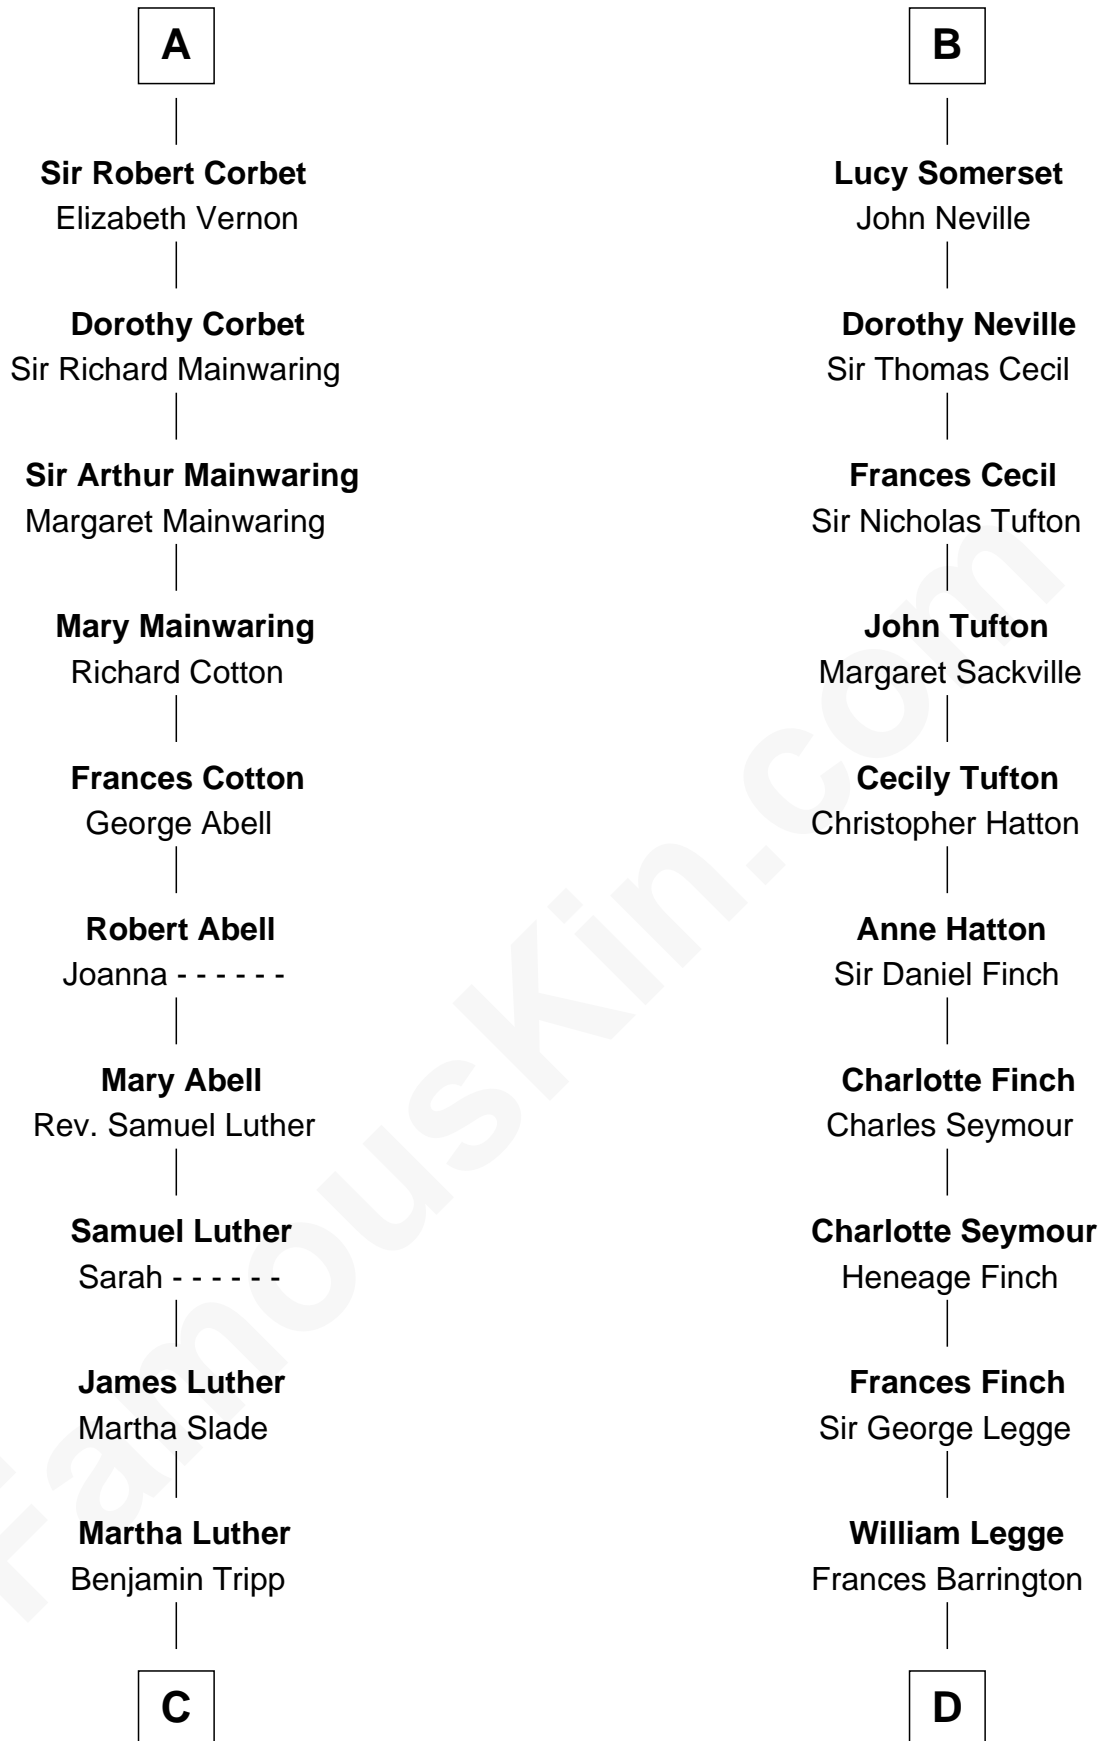 A
Sir Robert Corbet
Elizabeth Vernon
Dorothy Corbet
Sir Richard Mainwaring
Sir Arthur Mainwaring
Margaret Mainwaring
Mary Mainwaring
Richard Cotton
Frances Cotton
George Abell
Robert Abell
Joanna - - - - - -
Mary Abell
Rev. Samuel Luther
Samuel Luther
Sarah - - - - - -
James Luther
Martha Slade
Martha Luther
Benjamin Tripp
C
B
Lucy Somerset
John Neville
Dorothy Neville
Sir Thomas Cecil
Frances Cecil
Sir Nicholas Tufton
John Tufton
Margaret Sackville
Cecily Tufton
Christopher Hatton
Anne Hatton
Sir Daniel Finch
Charlotte Finch
Charles Seymour
Charlotte Seymour
Heneage Finch
Frances Finch
Sir George Legge
William Legge
Frances Barrington
D
FamousKin.com